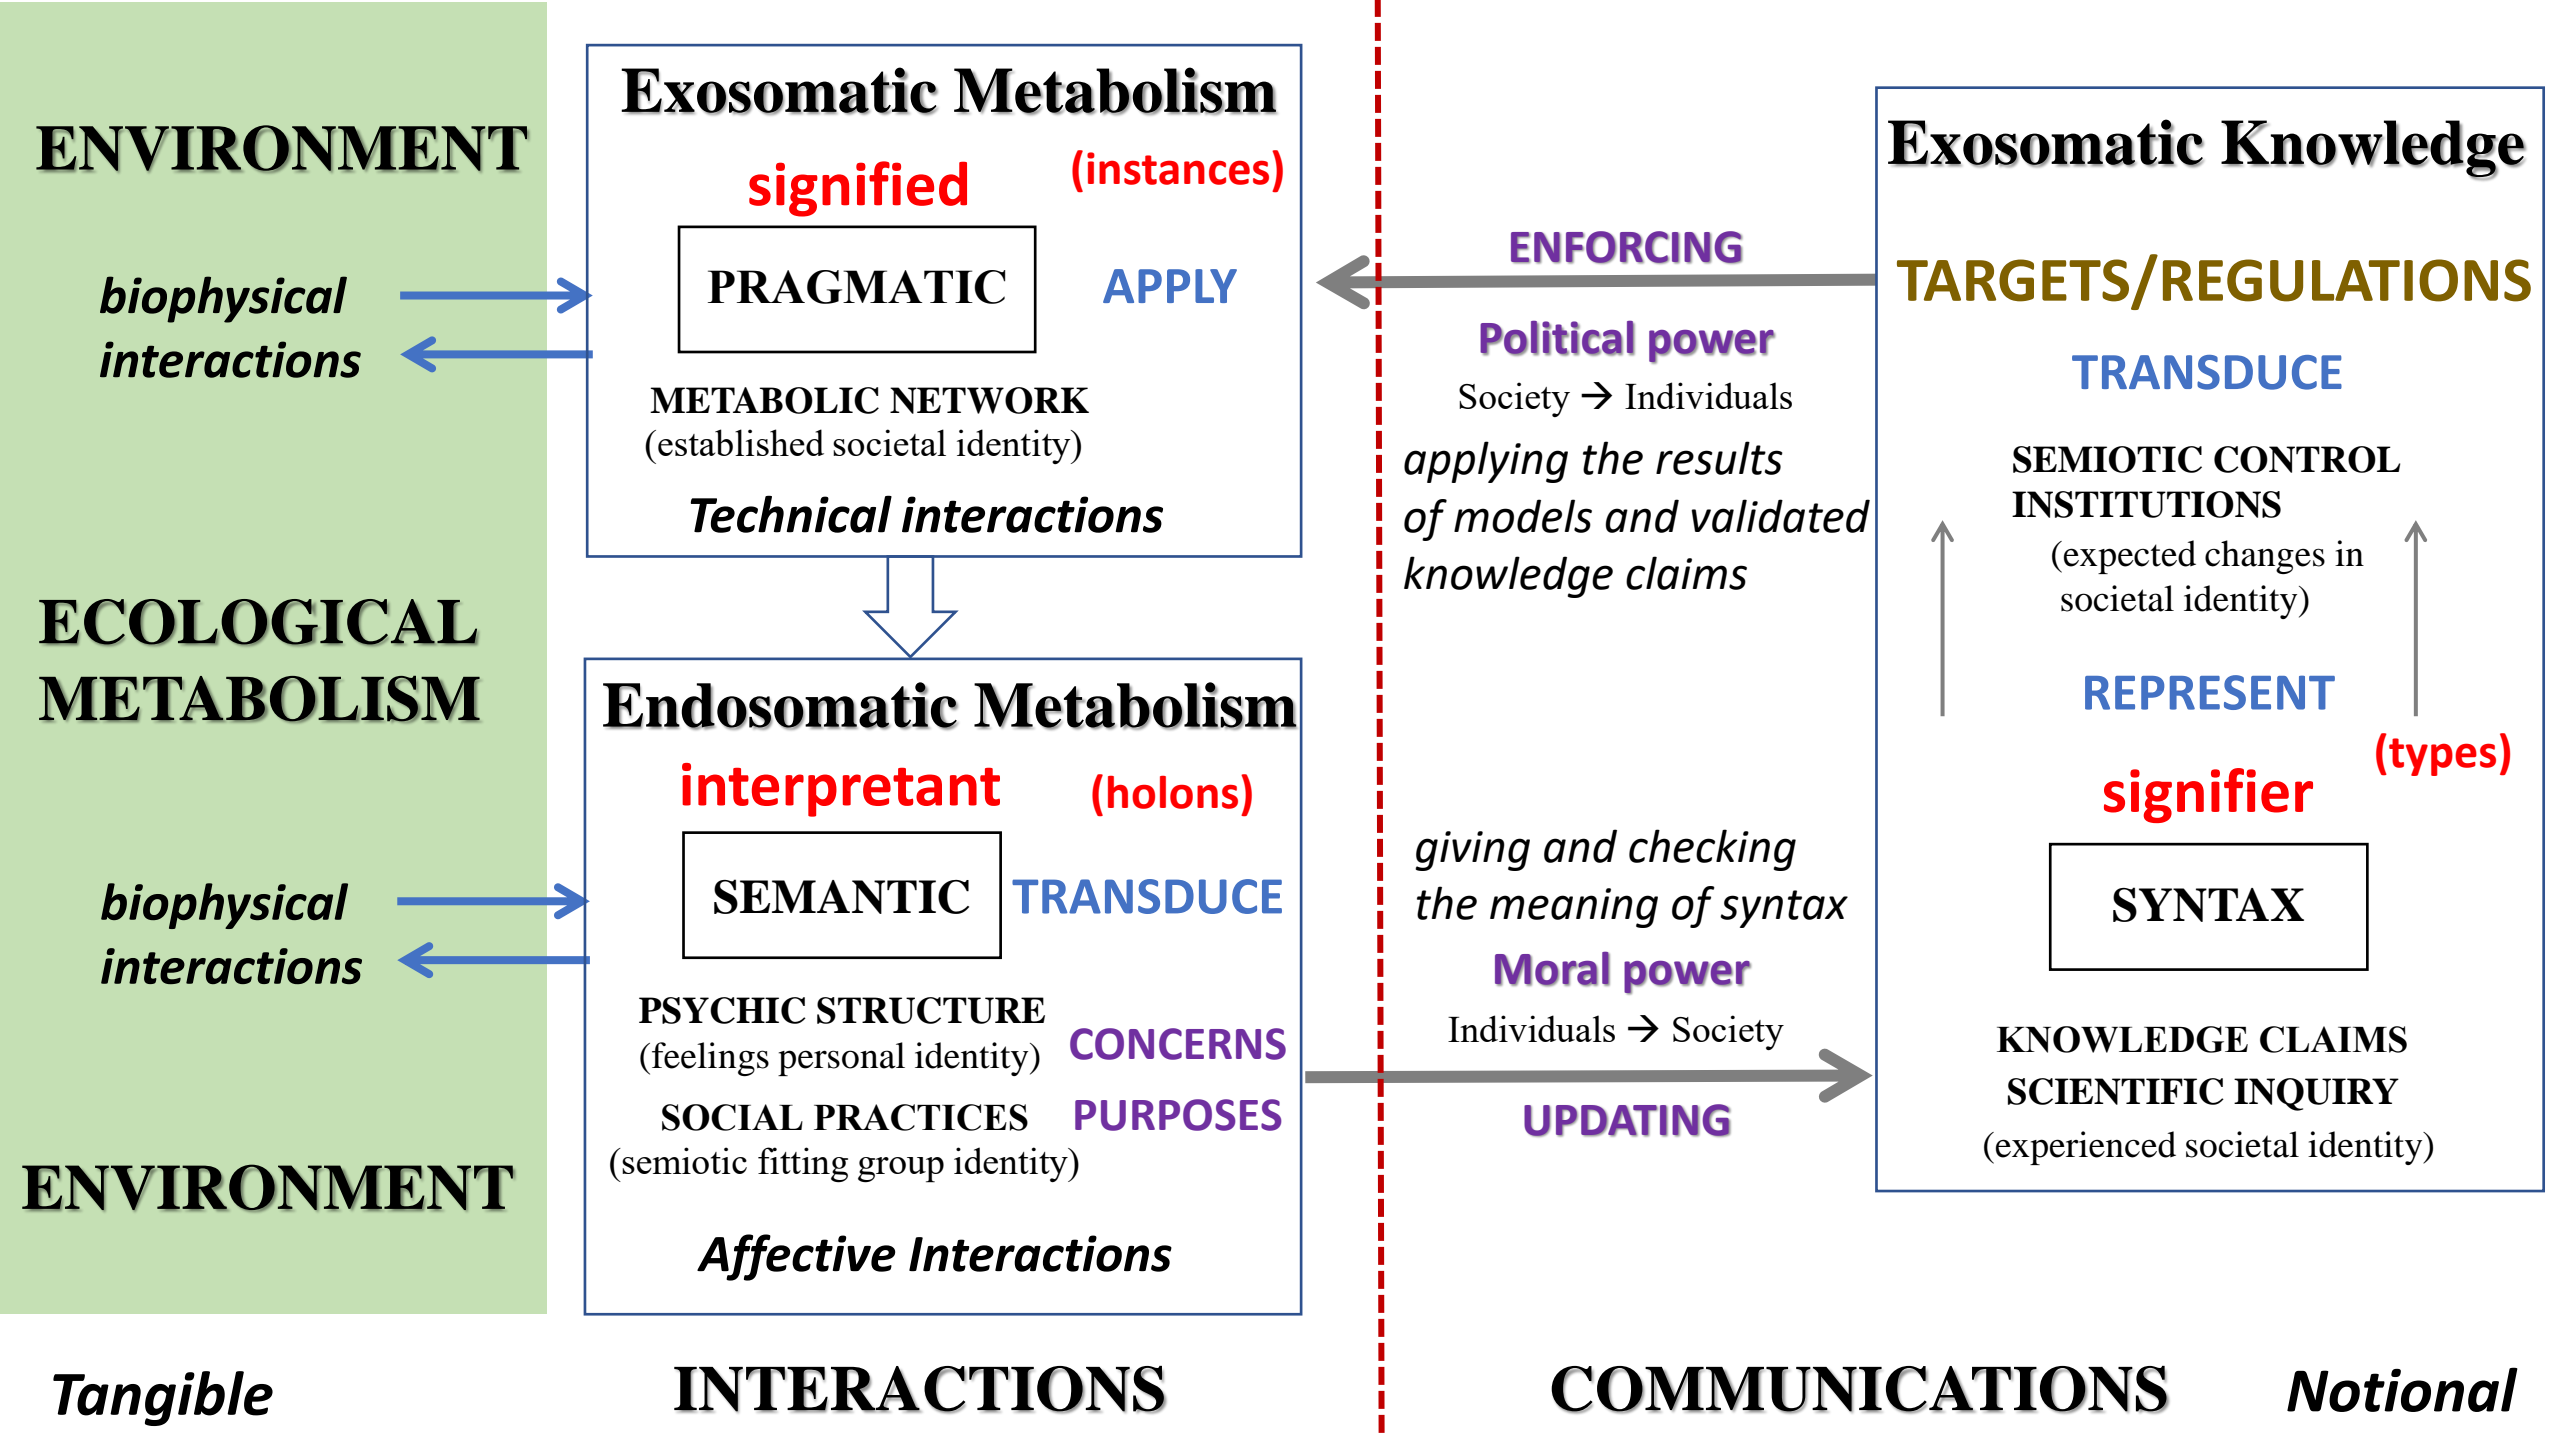 ENVIRONMENT
biophysical
interactions
ECOLOGICAL
METABOLISM
biophysical
interactions
ENVIRONMENT
Tangible
Exosomatic Metabolism
signified
(instances)
PRAGMATIC
APPLY
METABOLIC NETWORK
(established societal identity)
Technical interactions
Endosomatic Metabolism
interpretant
(holons)
SEMANTIC
TRANSDUCE
PSYCHIC STRUCTURE
(feelings personal identity)
CONCERNS
SOCIAL PRACTICES
PURPOSES
(semiotic fitting group identity)
Affective Interactions
INTERACTIONS
ENFORCING
Political power
Society → Individuals
applying the results
of models and validated
knowledge claims
giving and checking
the meaning of syntax
Moral power
Individuals → Society
UPDATING
Exosomatic Knowledge
TARGETS/REGULATIONS
TRANSDUCE
SEMIOTIC CONTROL
INSTITUTIONS
(expected changes in
societal identity)
REPRESENT
(types)
signifier
SYNTAX
KNOWLEDGE CLAIMS
SCIENTIFIC INQUIRY
(experienced societal identity)
COMMUNICATIONS
Notional